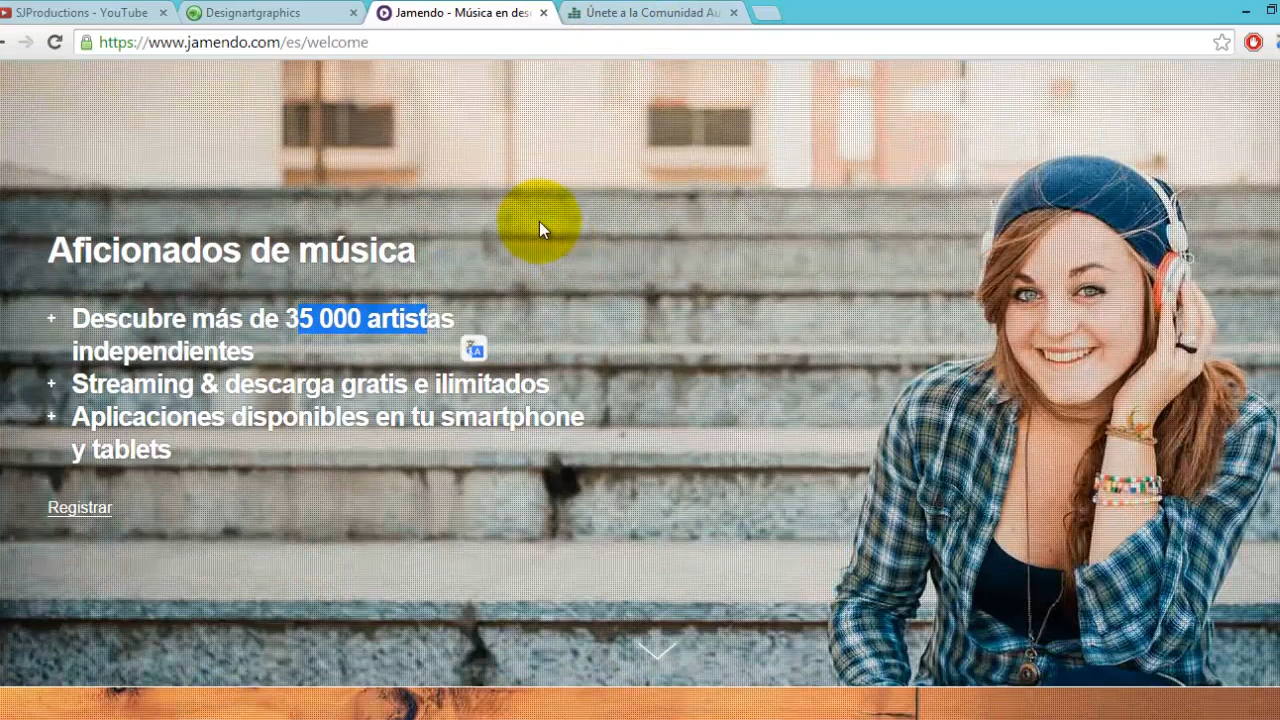 SJProductions - YouTube
Designartgraphics
Jamendo - Música en des
Únete a la Comunidad Au
https://www.jamendo.com/es/welcome
Aficionados de música
+ Descubre más de 35 000 artistas
independientes
+ Streaming & descarga gratis e ilimitados
+ Aplicaciones disponibles en tu smartphone
y tablets
Registrar